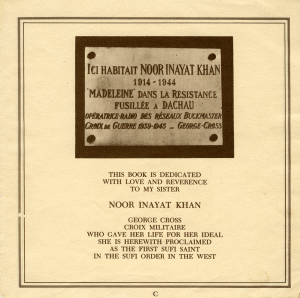 ICI HABITAIT NOOR INAYAT KHAN
1914 - 1944
"MADELEINE" DANS LA RESISTANCE
FUSILLÉE A DACHAU
OPÉRATRICE-RADIO DES RÉSEAUX BUCKMASTER
CROIX DE GUERRE 1939-1945 - GEORGE-CROSS
THIS BOOK IS DEDICATED
WITH LOVE AND REVERENCE
TO MY SISTER
NOOR INAYAT KHAN
GEORGE CROSS
CROIX MILITAIRE
WHO GAVE HER LIFE FOR HER IDEAL
SHE IS HEREWITH PROCLAIMED
AS THE FIRST SUFI SAINT
IN THE SUFI ORDER IN THE WEST
C